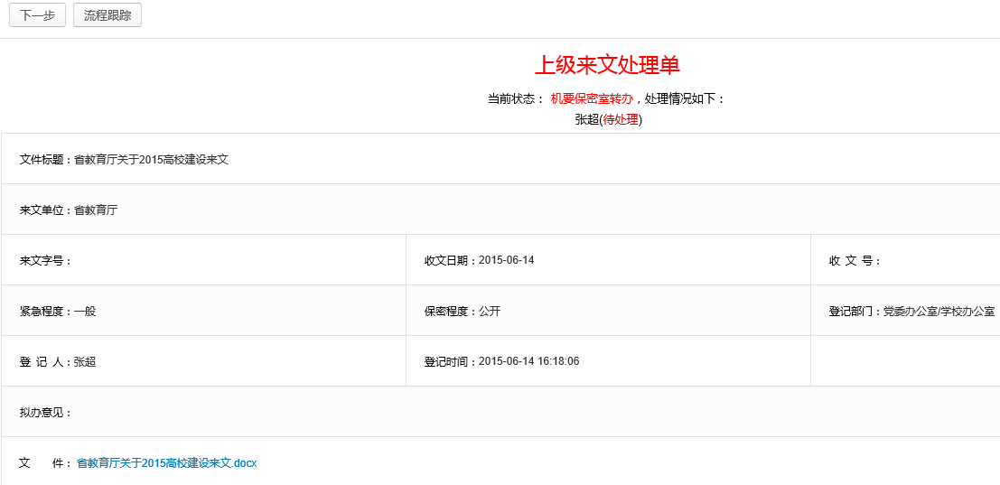 下一步 流程跟踪
上级来文处理单
当前状态： 机要保密室转办，处理情况如下：
张超(待处理)
文件标题：省教育厅关于2015高校建设来文
来文单位：省教育厅
来文字号： 收文日期：2015-06-14 收 文 号：
紧急程度：一般 保密程度：公开 登记部门：党委办公室/学校办公室
登 记 人：张超 登记时间：2015-06-14 16:18:06
拟办意见：
文 件： 省教育厅关于2015高校建设来文.docx